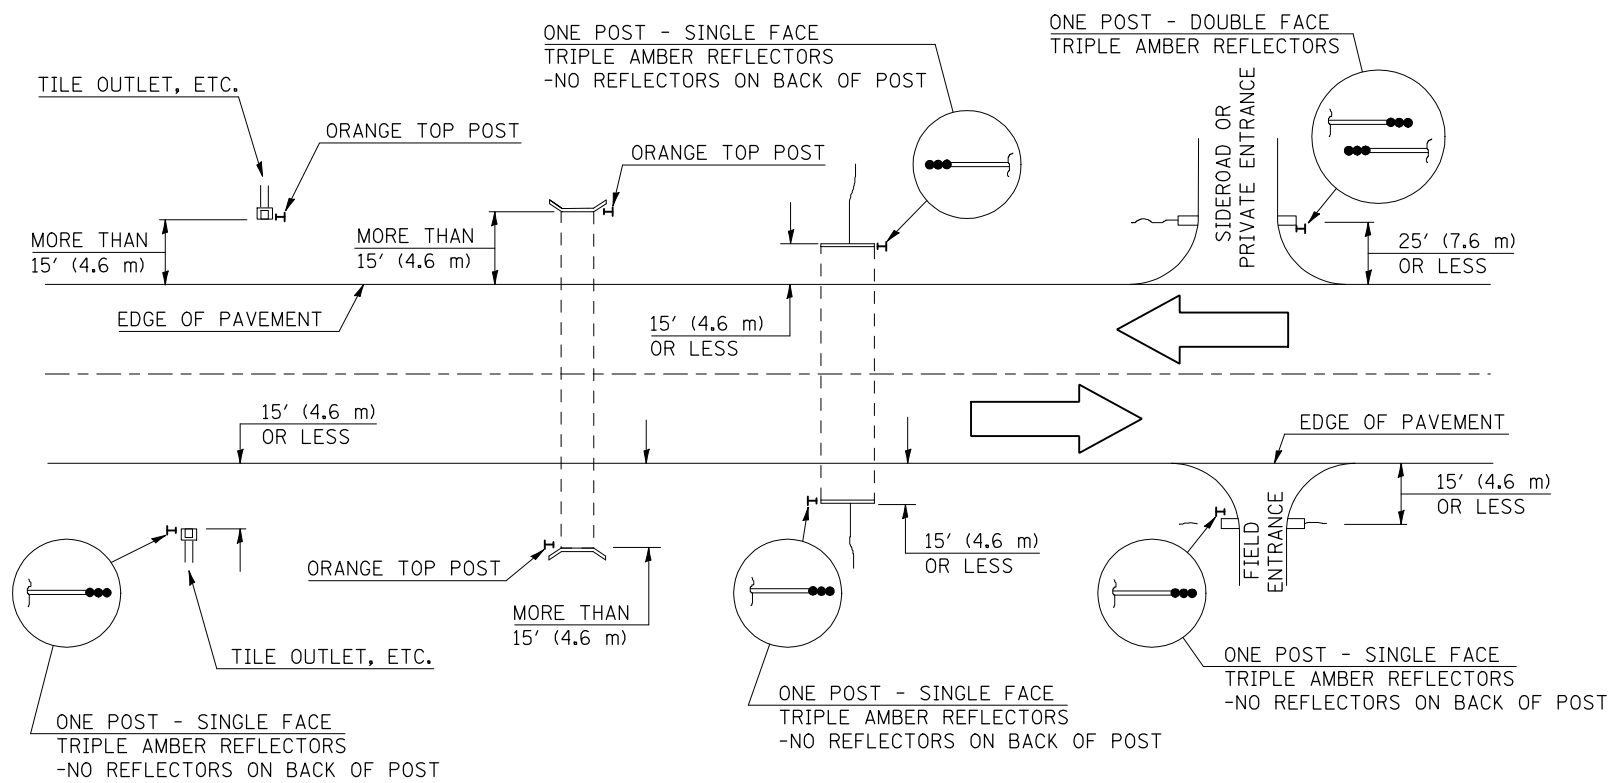 ONE POST - SINGLE FACE
TRIPLE AMBER REFLECTORS
-NO REFLECTORS ON BACK OF POST
ONE POST - DOUBLE FACE
TRIPLE AMBER REFLECTORS
TILE OUTLET, ETC.
ORANGE TOP POST
ORANGE TOP POST
SIDEROAD OR
PRIVATE ENTRANCE
MORE THAN
15' (4.6 m)
MORE THAN
15' (4.6 m)
25' (7.6 m)
OR LESS
EDGE OF PAVEMENT
15' (4.6 m)
OR LESS
15' (4.6 m)
OR LESS
EDGE OF PAVEMENT
15' (4.6 m)
OR LESS
FIELD
ENTRANCE
15' (4.6 m)
OR LESS
ORANGE TOP POST
MORE THAN
15' (4.6 m)
TILE OUTLET, ETC.
ONE POST - SINGLE FACE
TRIPLE AMBER REFLECTORS
-NO REFLECTORS ON BACK OF POST
ONE POST - SINGLE FACE
TRIPLE AMBER REFLECTORS
-NO REFLECTORS ON BACK OF POST
ONE POST - SINGLE FACE
TRIPLE AMBER REFLECTORS
-NO REFLECTORS ON BACK OF POST